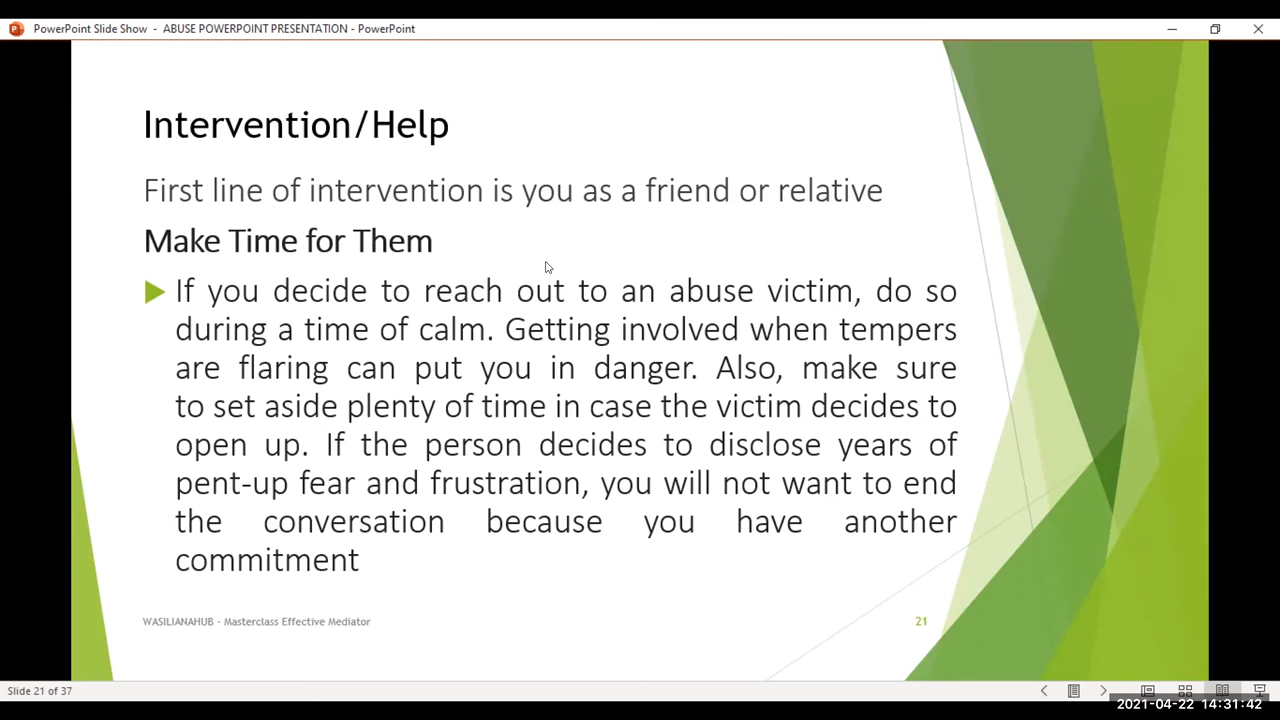 PowerPoint Slide Show - ABUSE POWERPOINT PRESENTATION - PowerPoint
Intervention/Help
First line of intervention is you as a friend or relative
Make Time for Them
If you decide to reach out to an abuse victim, do so
during a time of calm. Getting involved when tempers
are flaring can put you in danger. Also, make sure
to set aside plenty of time in case the victim decides to
open up. If the person decides to disclose years of
pent-up fear and frustration, you will not want to end
the conversation because you have another
commitment
WASILIANAHUB - Masterclass Effective Mediator
21
Slide 21 of 37
2021-04-22 14:31:42